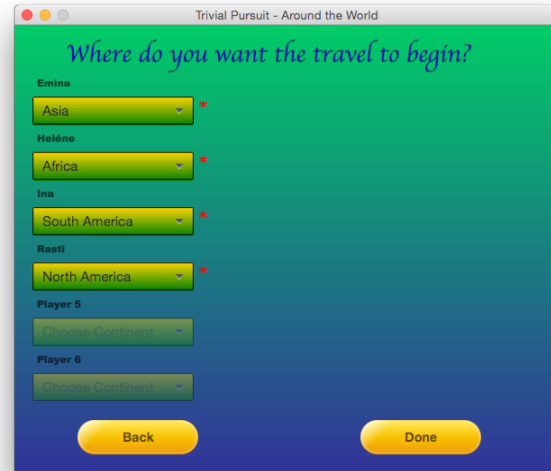 Trivial Pursuit - Around the World
Where do you want the travel to begin?
Emina
Asia *
Heléne
Africa *
Ina
South America *
Rasti
North America *
Player 5
Choose Continent
Player 6
Choose Continent
Back Done